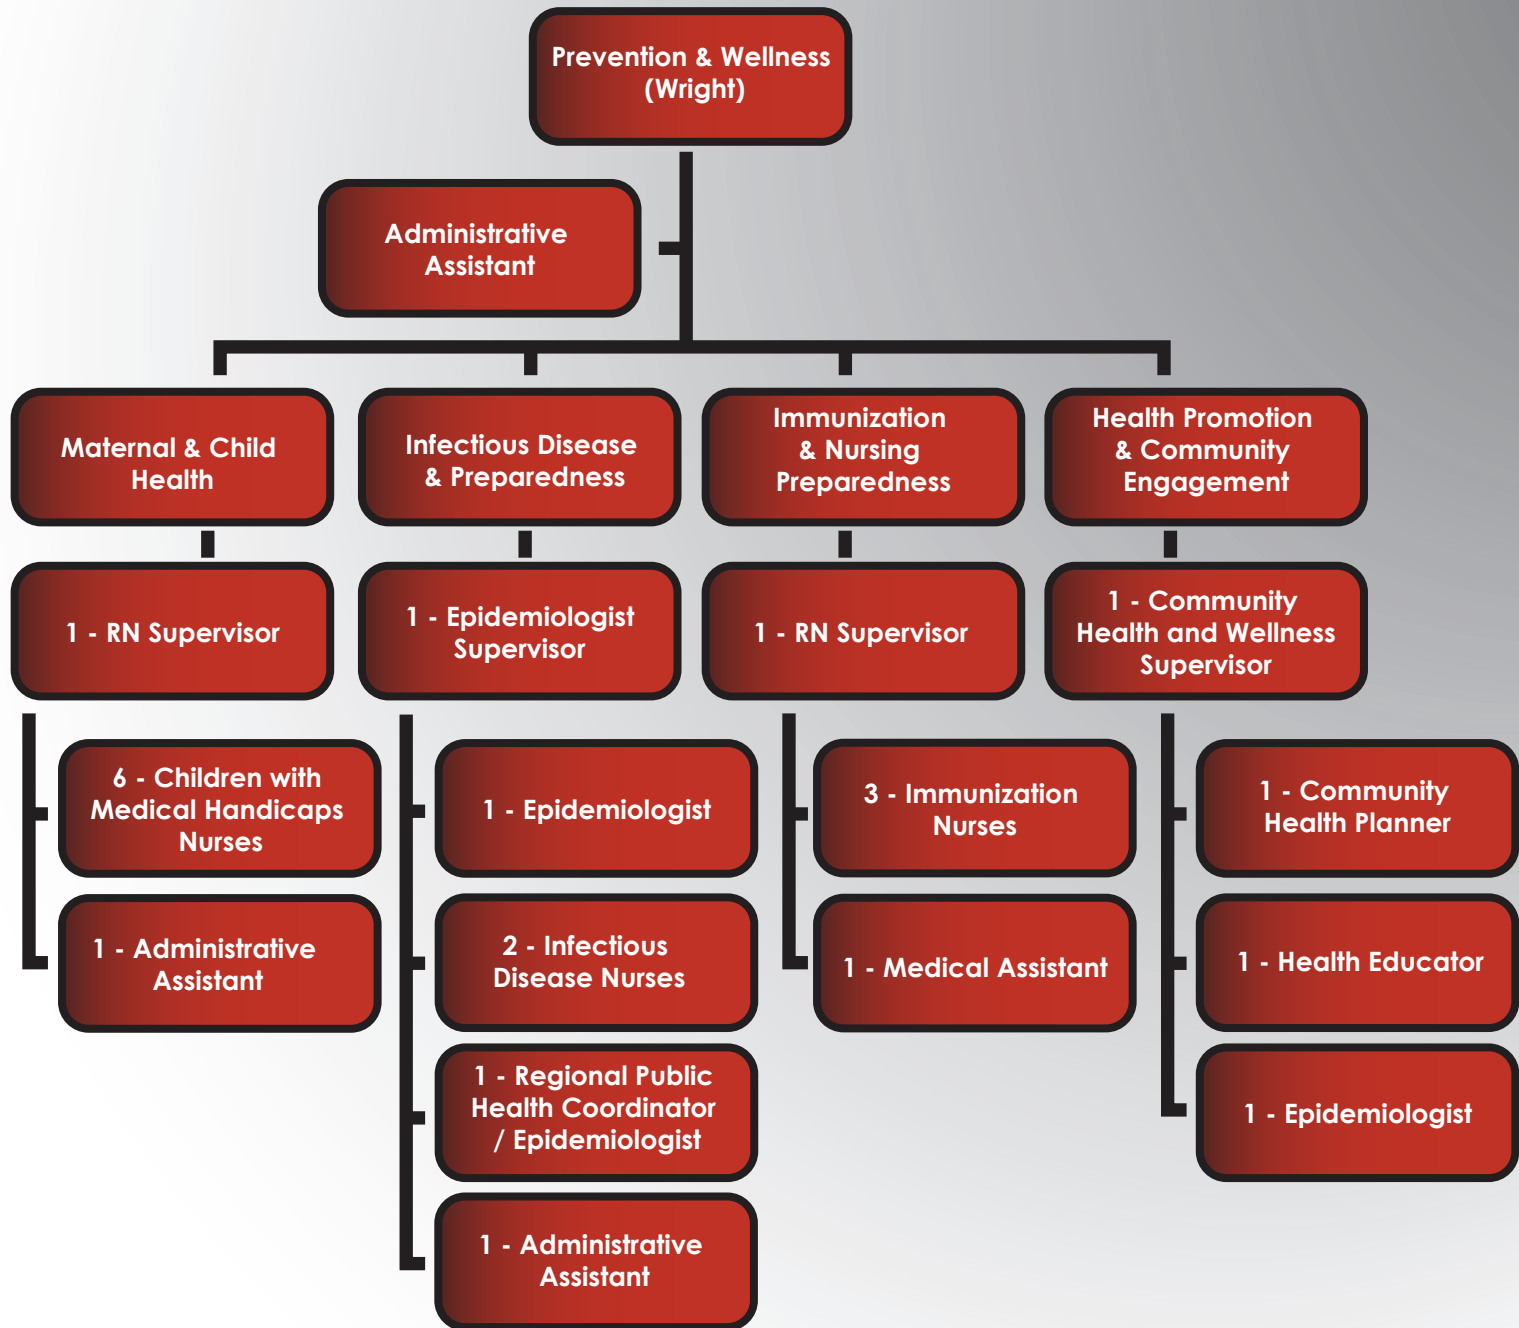 Prevention & Wellness
(Wright)
Administrative
Assistant
Maternal & Child
Health
Infectious Disease
& Preparedness
Immunization
& Nursing
Preparedness
Health Promotion
& Community
Engagement
1 - RN Supervisor
1 - Epidemiologist
Supervisor
1 - RN Supervisor
1 - Community
Health and Wellness
Supervisor
6 - Children with
Medical Handicaps
Nurses
1 - Administrative
Assistant
1 - Epidemiologist
2 - Infectious
Disease Nurses
1 - Regional Public
Health Coordinator
/ Epidemiologist
1 - Administrative
Assistant
3 - Immunization
Nurses
1 - Medical Assistant
1 - Community
Health Planner
1 - Health Educator
1 - Epidemiologist